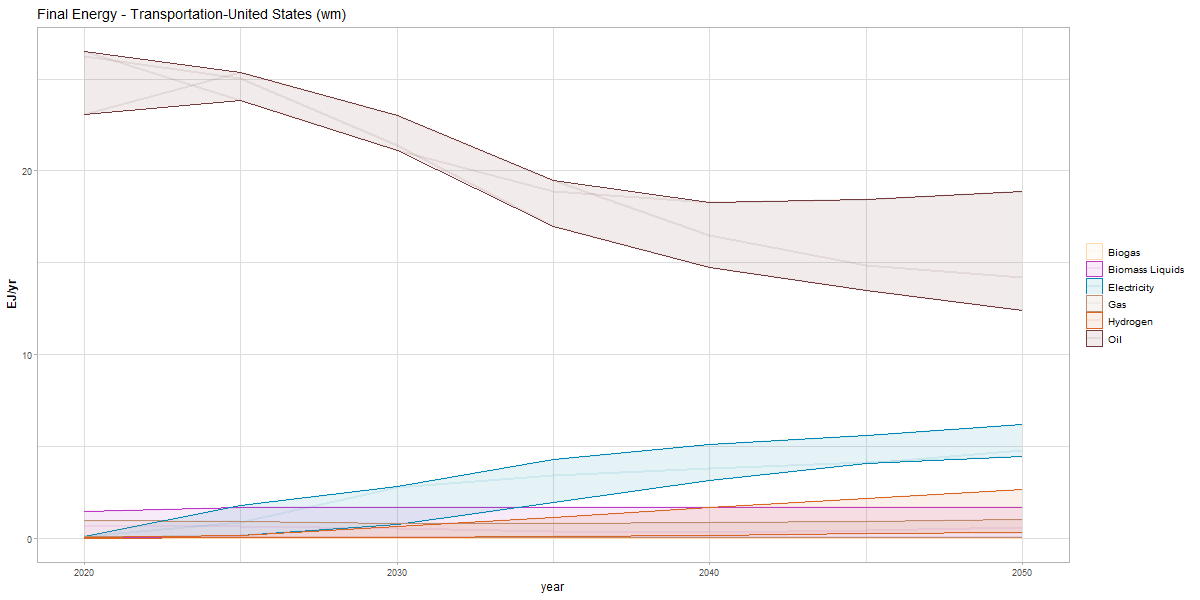 Final Energy - Transportation-United States (wm)
EJ/yr
20
10
0
2020
2030
2040
2050
year
Biogas
Biomass Liquids
Electricity
Gas
Hydrogen
Oil